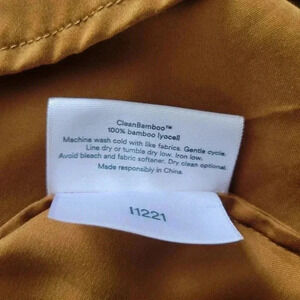 CleanBamboo™
100% bamboo lyocell
Machine wash cold with like fabrics. Gentle cycle.
Line dry or tumble dry low. Iron low.
Avoid bleach and fabric softener. Dry clean optional.
Made responsibly in China.
I1221